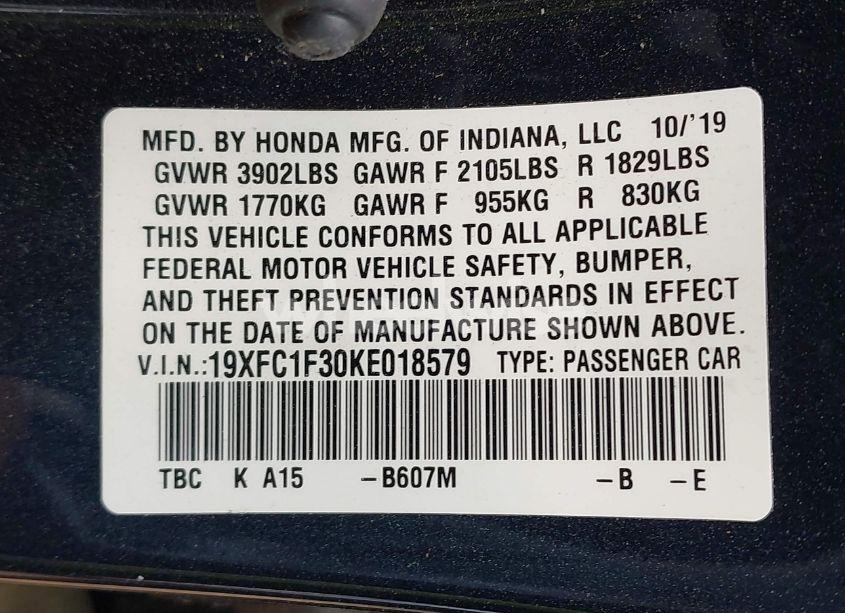 MFD. BY HONDA MFG. OF INDIANA, LLC 10/'19
GVWR 3902LBS GAWR F 2105LBS R 1829LBS
GVWR 1770KG GAWR F 955KG R 830KG
THIS VEHICLE CONFORMS TO ALL APPLICABLE
FEDERAL MOTOR VEHICLE SAFETY, BUMPER,
AND THEFT PREVENTION STANDARDS IN EFFECT
ON THE DATE OF MANUFACTURE SHOWN ABOVE.
V.I.N.:19XFC1F30KE018579 TYPE: PASSENGER CAR
TBC K A15 –B607M –B –E